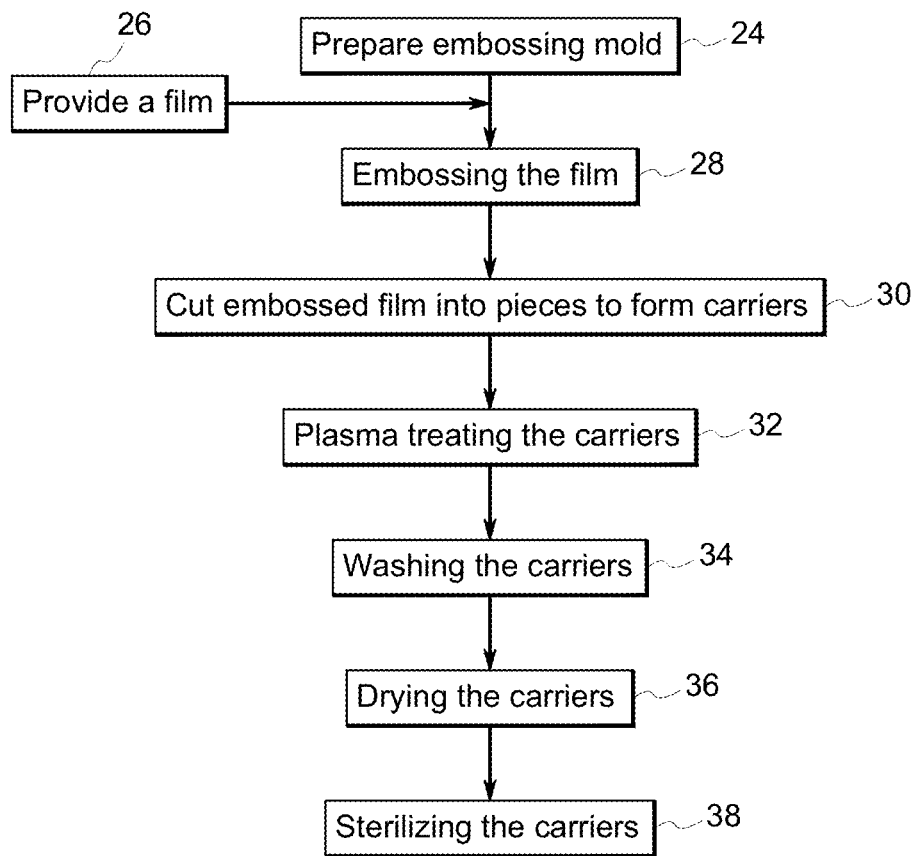 26
Prepare embossing mold 24
Provide a film
Embossing the film 28
Cut embossed film into pieces to form carriers 30
Plasma treating the carriers 32
Washing the carriers 34
Drying the carriers 36
Sterilizing the carriers 38